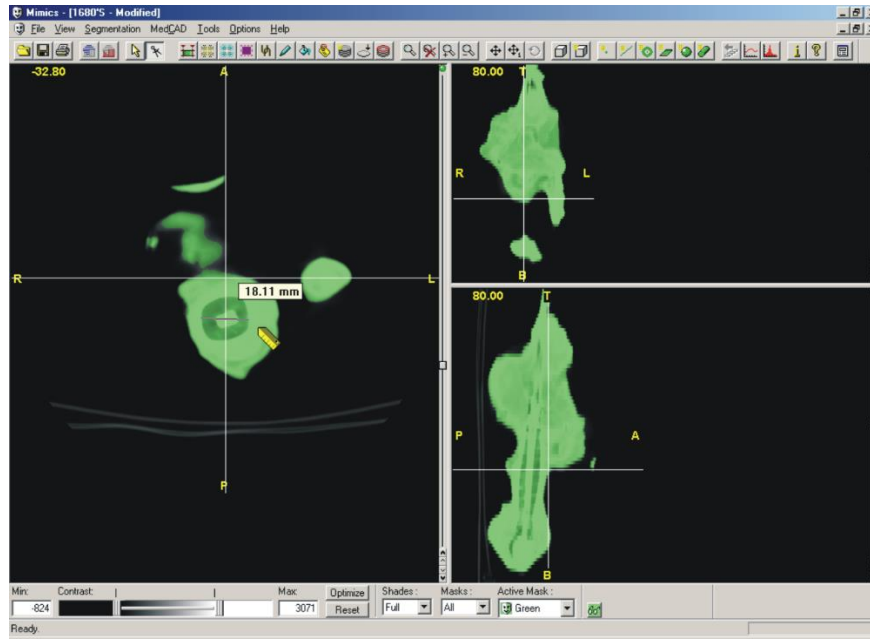 Mimics - [1680'S - Modified]
File View Segmentation MedCAD Tools Options Help
-32.80
A
R
L
18.11 mm
P
80.00 T
R
L
B
80.00 T
P
A
B
Min:
-824
Contrast:
Max:
3071
Optimize
Reset
Shades :
Full
Masks :
All
Active Mask :
Green
Ready